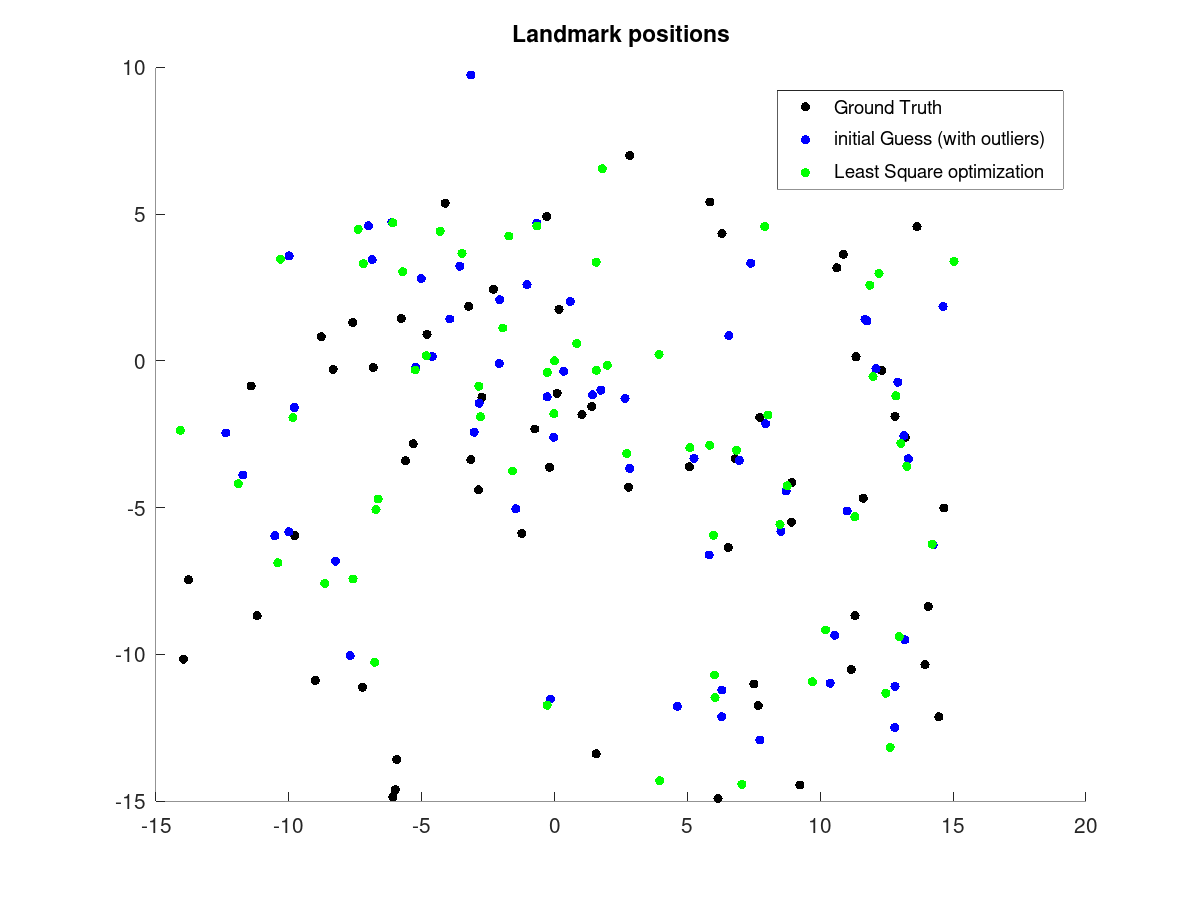 Landmark positions
10
Ground Truth
initial Guess (with outliers)
Least Square optimization
5
0
-5
-10
-15
-15 -10 -5 0 5 10 15 20